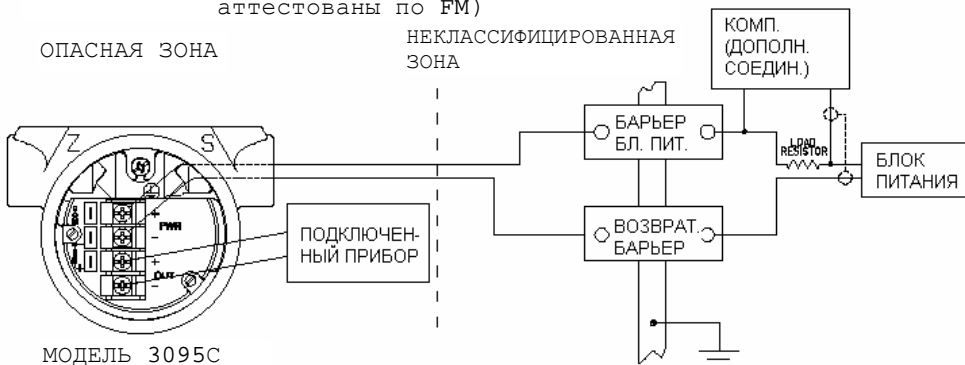 аттестованы по FM)
ОПАСНАЯ ЗОНА
НЕКЛАССИФИЦИРОВАННАЯ
ЗОНА
КОМП.
(ДОПОЛН.
СОЕДИН.)
БАРЬЕР
БЛ. ПИТ.
LOAD
RESISTOR
БЛОК
ПИТАНИЯ
Z S
+
PWR
-
+
OUT
-
ПОДКЛЮЧЕН-
НЫЙ ПРИБОР
ВОЗВРАТ.
БАРЬЕР
МОДЕЛЬ 3095С